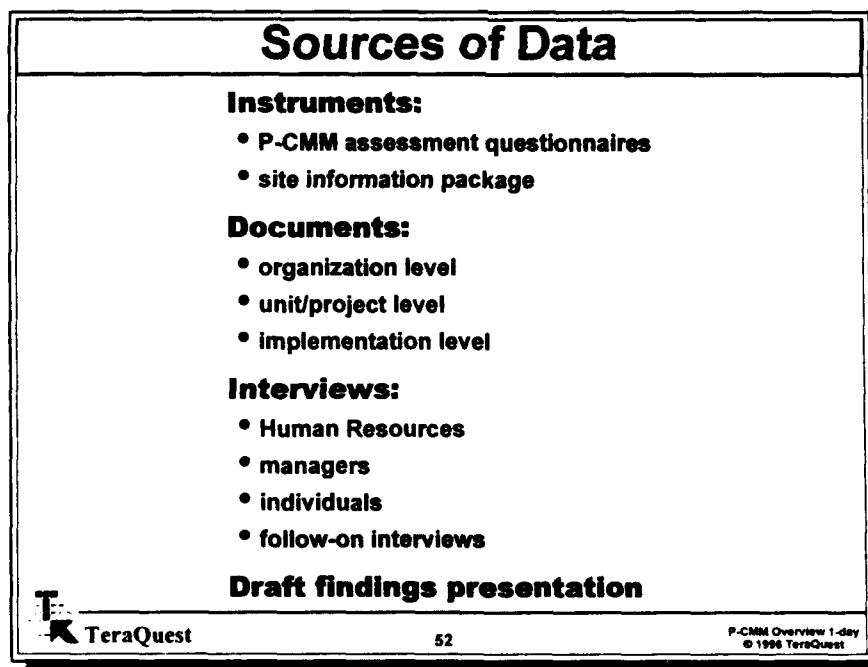 Sources of Data
Instruments:
• P-CMM assessment questionnaires
• site information package
Documents:
• organization level
• unit/project level
• implementation level
Interviews:
• Human Resources
• managers
• individuals
• follow-on interviews
Draft findings presentation
TeraQuest
52
P-CMM Overview 1-day
© 1996 TeraQuest